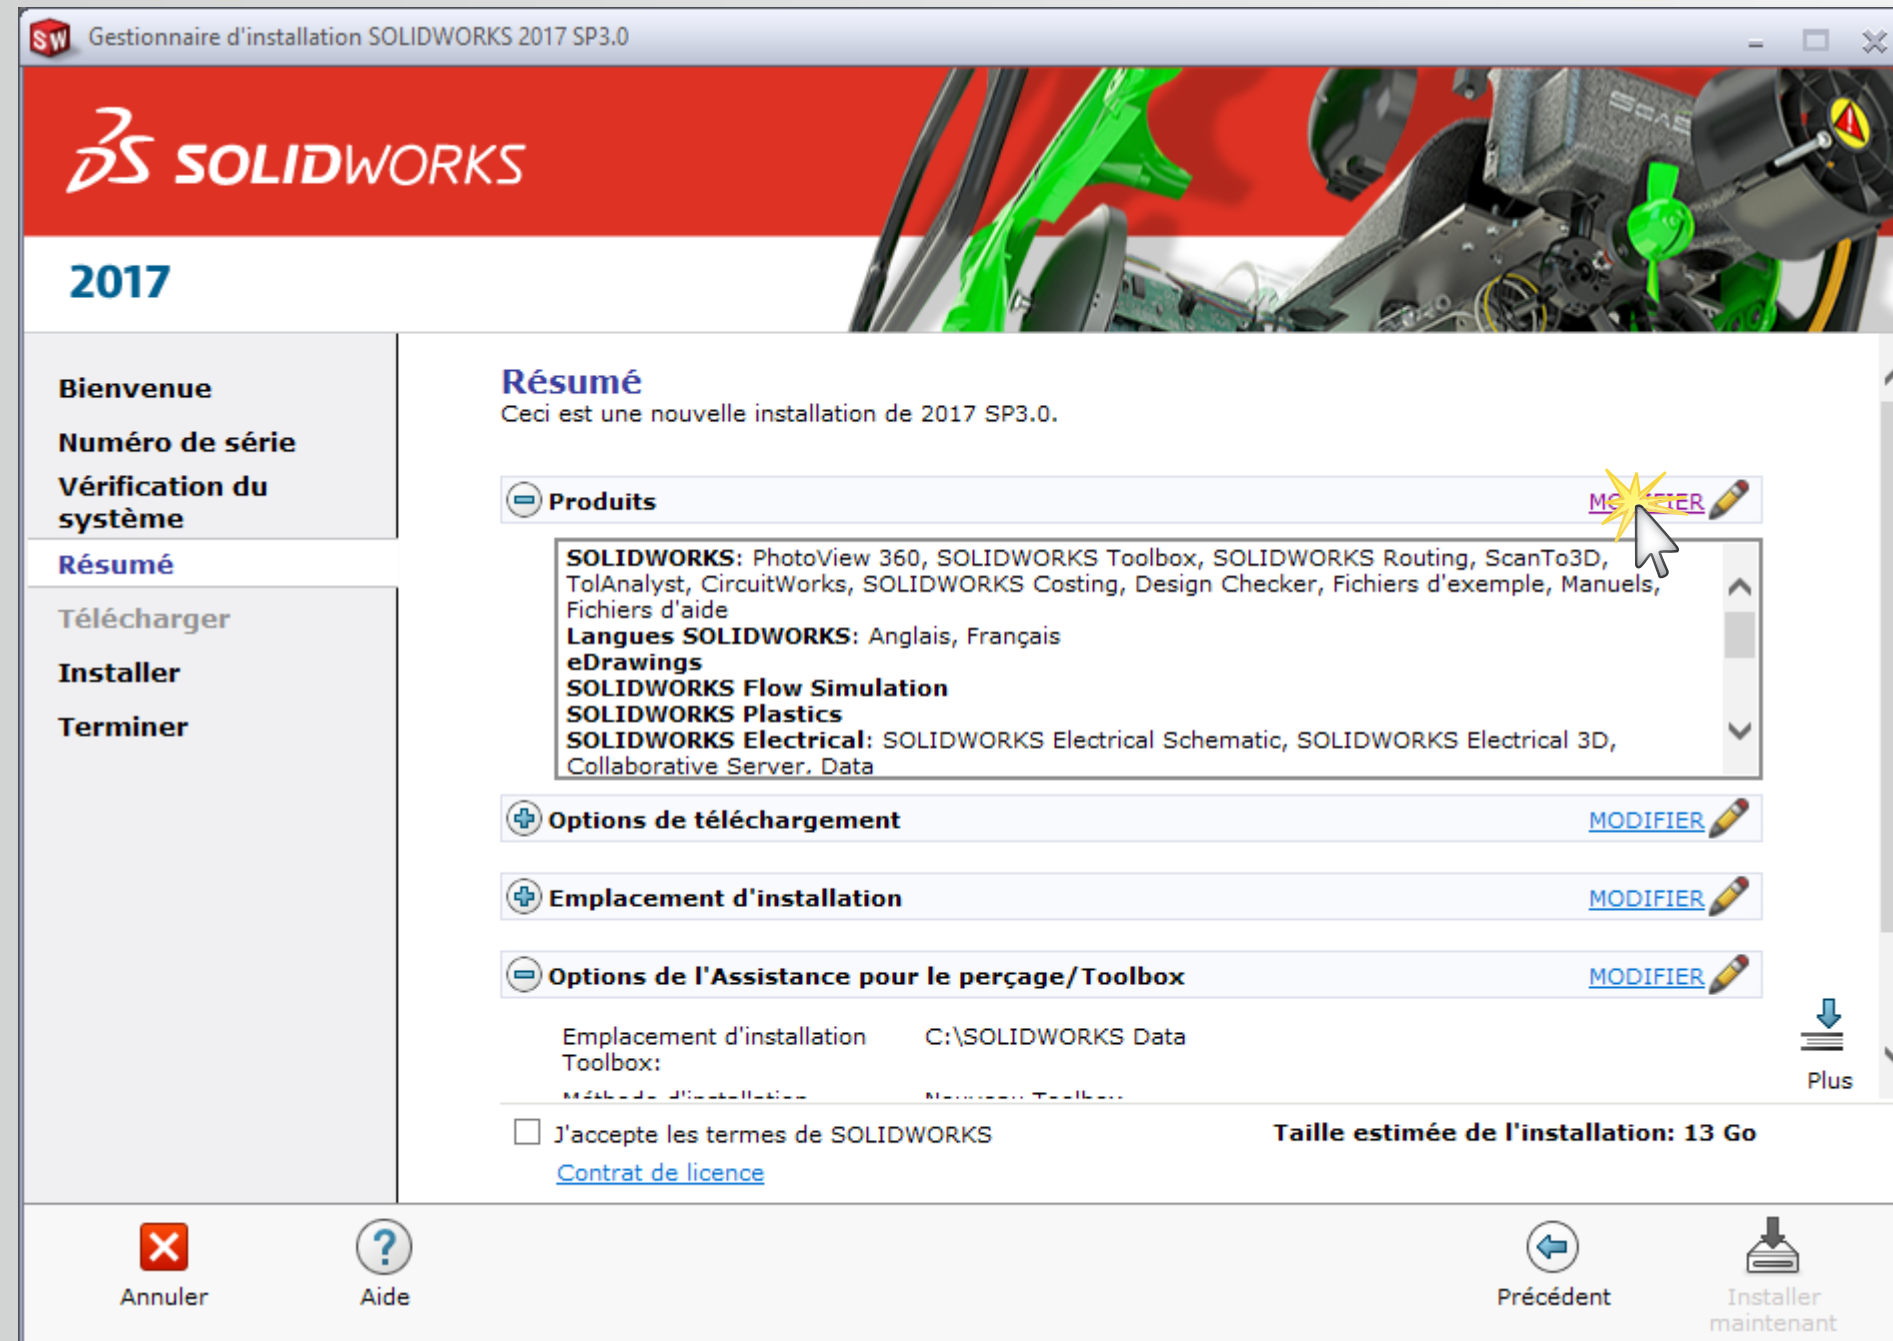 Gestionnaire d'installation SOLIDWORKS 2017 SP3.0
SOLIDWORKS
2017
Bienvenue
Numéro de série
Vérification du
système
Résumé
Télécharger
Installer
Terminer
Résumé
Ceci est une nouvelle installation de 2017 SP3.0.
Produits
SOLIDWORKS: PhotoView 360, SOLIDWORKS Toolbox, SOLIDWORKS Routing, ScanTo3D,
TolAnalyst, CircuitWorks, SOLIDWORKS Costing, Design Checker, Fichiers d'exemple, Manuels,
Fichiers d'aide
Langues SOLIDWORKS: Anglais, Français
eDrawings
SOLIDWORKS Flow Simulation
SOLIDWORKS Plastics
SOLIDWORKS Electrical: SOLIDWORKS Electrical Schematic, SOLIDWORKS Electrical 3D,
Collaborative Server, Data
Options de téléchargement MODIFIER
Emplacement d'installation MODIFIER
Options de l'Assistance pour le perçage/Toolbox MODIFIER
Emplacement d'installation C:\SOLIDWORKS Data
Toolbox:
Méthode d'installation Nouveau Toolbox
Plus
J'accepte les termes de SOLIDWORKS Taille estimée de l'installation: 13 Go
Contrat de licence
Annuler
Aide
Précédent
Installer
maintenant